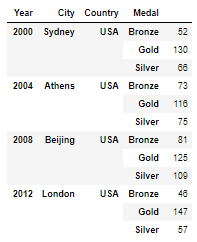 Year City Country Medal
2000 Sydney USA Bronze 52
Gold 130
Silver 66
2004 Athens USA Bronze 73
Gold 116
Silver 75
2008 Beijing USA Bronze 81
Gold 125
Silver 109
2012 London USA Bronze 46
Gold 147
Silver 57